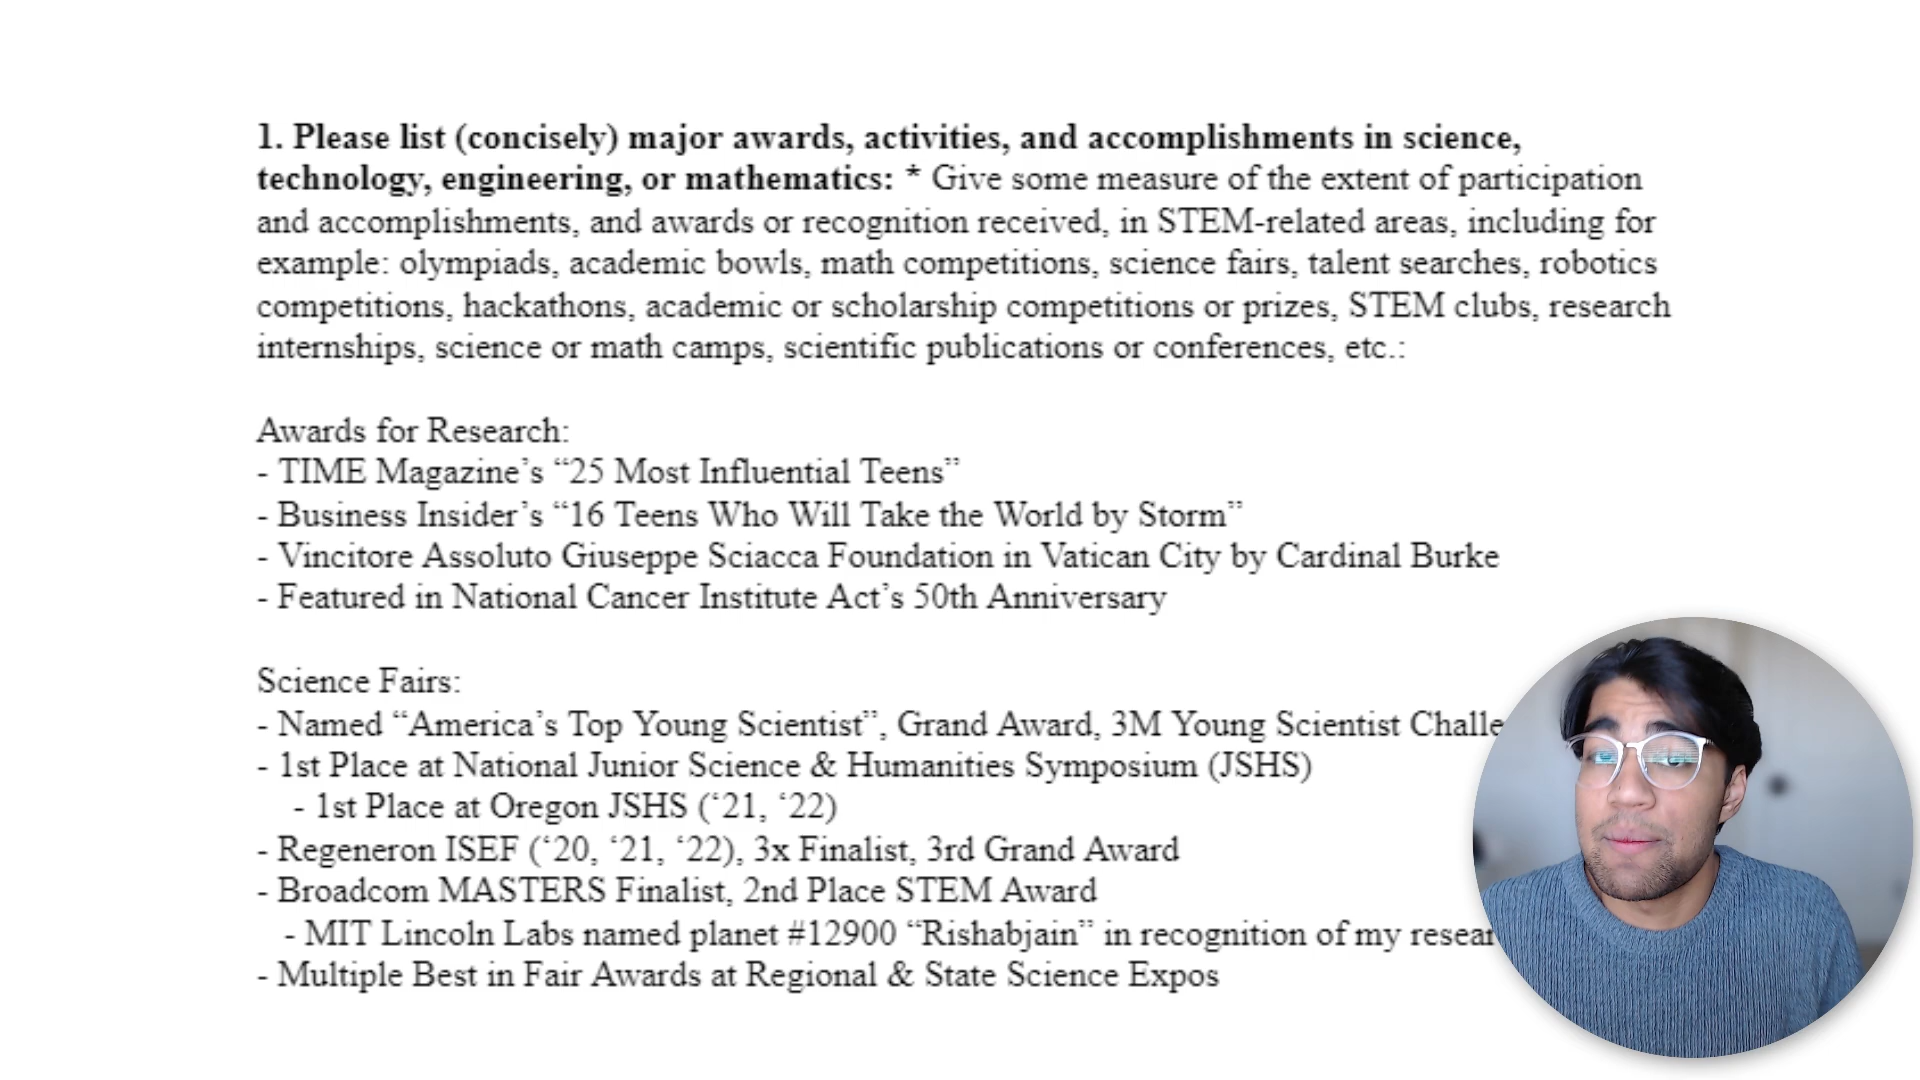 1. Please list (concisely) major awards, activities, and accomplishments in science,
technology, engineering, or mathematics: * Give some measure of the extent of participation
and accomplishments, and awards or recognition received, in STEM-related areas, including for
example: olympiads, academic bowls, math competitions, science fairs, talent searches, robotics
competitions, hackathons, academic or scholarship competitions or prizes, STEM clubs, research
internships, science or math camps, scientific publications or conferences, etc.:
Awards for Research:
- TIME Magazine’s “25 Most Influential Teens”
- Business Insider’s “16 Teens Who Will Take the World by Storm”
- Vincitore Assoluto Giuseppe Sciacca Foundation in Vatican City by Cardinal Burke
- Featured in National Cancer Institute Act’s 50th Anniversary
Science Fairs:
- Named “America’s Top Young Scientist”, Grand Award, 3M Young Scientist Challe
- 1st Place at National Junior Science & Humanities Symposium (JSHS)
- 1st Place at Oregon JSHS (‘21, ‘22)
- Regeneron ISEF (‘20, ‘21, ‘22), 3x Finalist, 3rd Grand Award
- Broadcom MASTERS Finalist, 2nd Place STEM Award
- MIT Lincoln Labs named planet #12900 “Rishabjain” in recognition of my resear
- Multiple Best in Fair Awards at Regional & State Science Expos